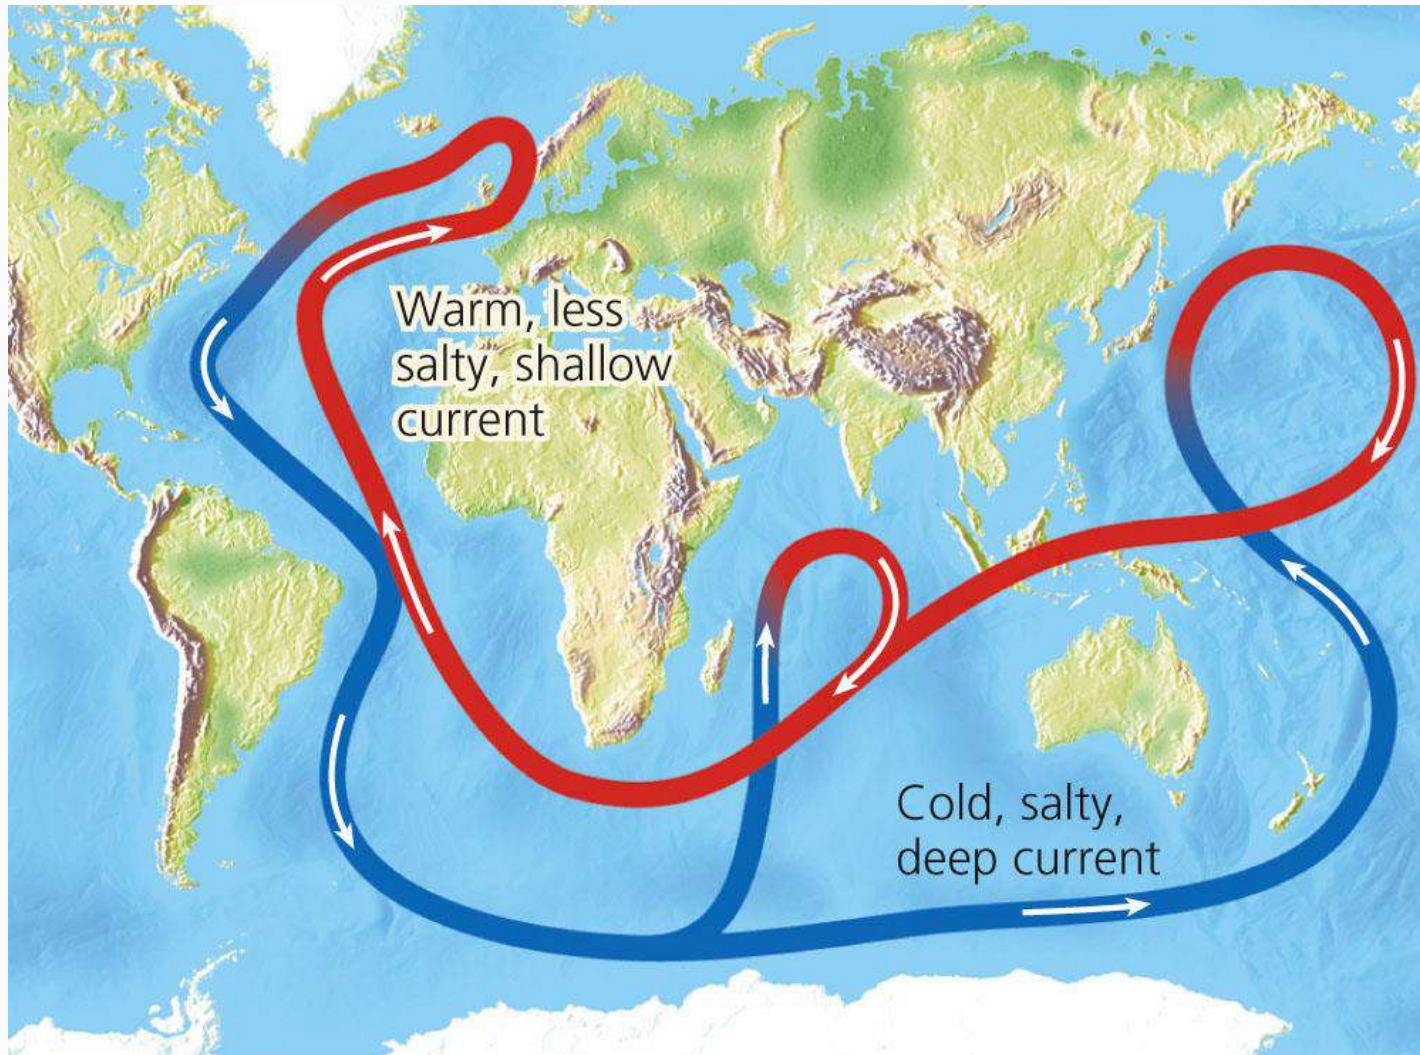 Warm, less
salty, shallow
current
Cold, salty,
deep current